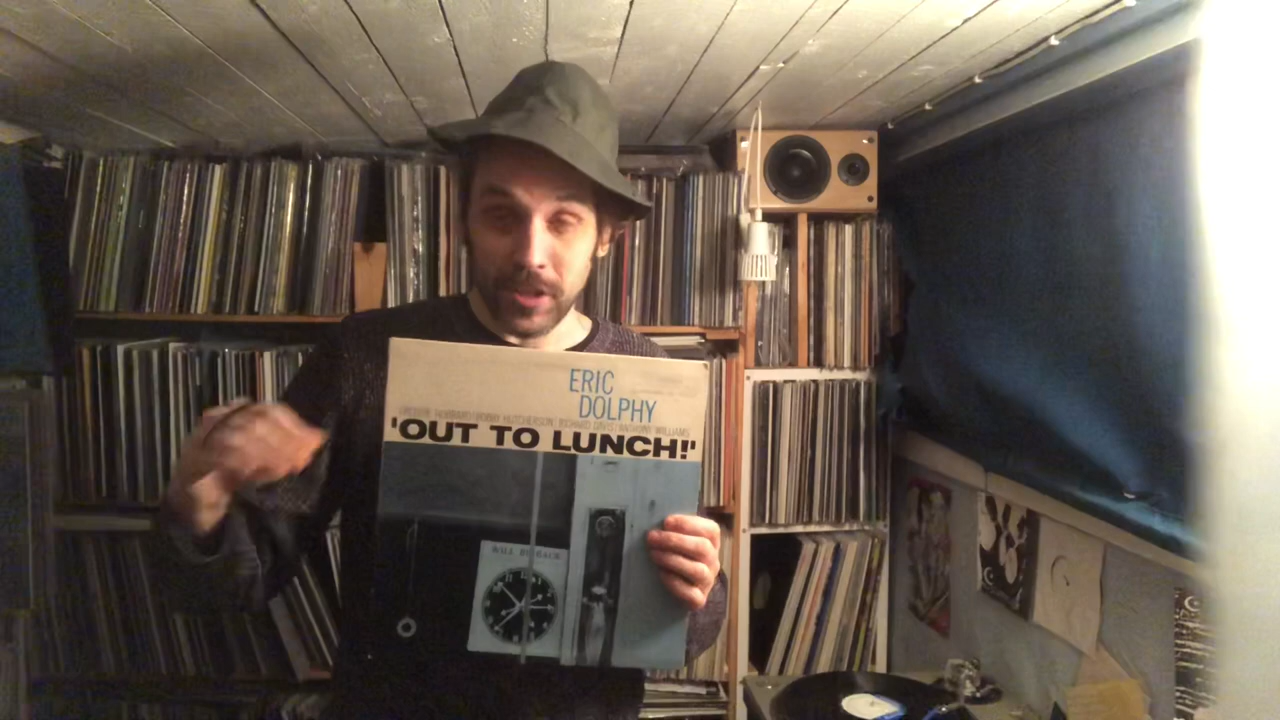 ERIC
DOLPHY
FREDDIE HUBBARD/BOBBY HUTCHERSON/RICHARD DAVIS/ANTHONY WILLIAMS
'OUT TO LUNCH!'
WILL BE BACK